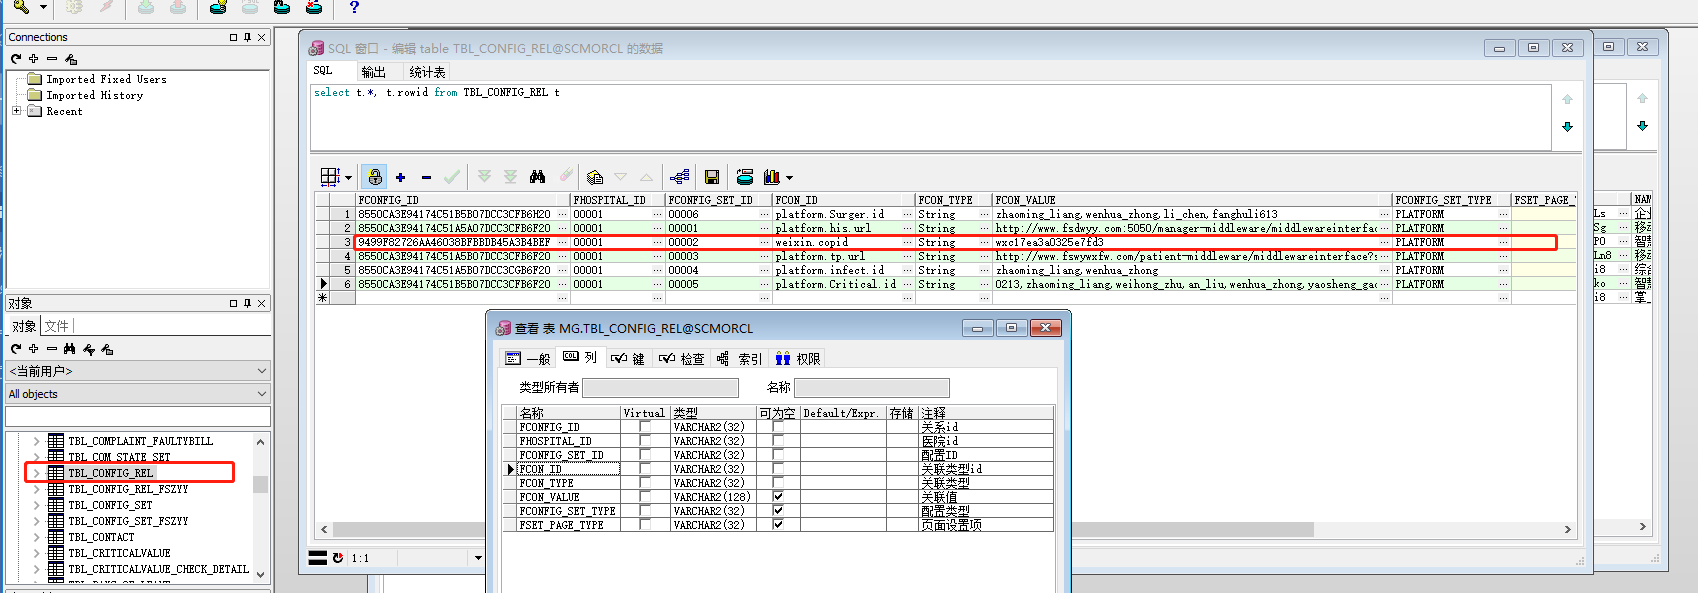 Connections
Imported Fixed Users
Imported History
Recent
对象
对象 文件
<当前用户>
All objects
TBL_COMPLAINT_FAULTYBILL
TBL_COM_STATE_SET
TBL_CONFIG_REL
TBL_CONFIG_REL_FSZYY
TBL_CONFIG_SET
TBL_CONFIG_SET_FSZYY
TBL_CONTACT
TBL_CRITICALVALUE
TBL_CRITICALVALUE_CHECK_DETAIL
SQL 窗口 - 编辑 table TBL_CONFIG_REL@SCMORCL 的数据
SQL 输出 统计表
select t.*, t.rowid from TBL_CONFIG_REL t
FCONFIG_ID FHOSPITAL_ID FCONFIG_SET_ID FCON_ID FCON_TYPE FCON_VALUE FCONFIG_SET_TYPE FSET_PAGE_
1 8550CA3E94174C51B5B07DCC3CFB6H20 ... 00001 ... 00006 ... platform.Surger.id ... String ... zhaoming_liang,wenhua_zhong,li_chen,fanghuli613 ... PLATFORM ...
2 8550CA3E94174C51A5A07DCC3CFB6F20 ... 00001 ... 00001 ... platform.his.url ... String ... http://www.fsdwyy.com:5050/manager-middleware/middlewareinterfac ... PLATFORM ...
3 9499F82726AA46038BFBBDB45A3B4BEF ... 00001 ... 00002 ... weixin.copid ... String ... wxc17ea3a0325e7fd3 ... PLATFORM ...
4 8550CA3E94174C51B5B07DCC3CFB6F20 ... 00001 ... 00003 ... platform.tp.url ... String ... http://www.fswywxfw.com/patient-middleware/middlewareinterface?s ... PLATFORM ...
5 8550CA3E94174C51B5B07DCC3CGB6F20 ... 00001 ... 00004 ... platform.infect.id ... String ... zhaoming_liang,wenhua_zhong ... PLATFORM ...
6 8550CA3E94174C51B5B07DCC3CFB6F20 ... 00001 ... 00005 ... platform.Critical.id ... String ... 0213,zhaoming_liang,weihong_zhu,an_liu,wenhua_zhong,yaosheng_gao ... PLATFORM ...
1:1
查看 表 MG.TBL_CONFIG_REL@SCMORCL
一般 列 键 检查 索引 权限
类型所有者 名称
名称 Virtual 类型 可为空 Default/Expr. 存储 注释
FCONFIG_ID VARCHAR2(32) 关系id
FHOSPITAL_ID VARCHAR2(32) 医院id
FCONFIG_SET_ID VARCHAR2(32) 配置ID
FCON_ID VARCHAR2(32) 关联类型id
FCON_TYPE VARCHAR2(32) 关联类型
FCON_VALUE VARCHAR2(128) 关联值
FCONFIG_SET_TYPE VARCHAR2(32) 配置类型
FSET_PAGE_TYPE VARCHAR2(32) 页面设置项
NAM
Ls ... 企业
Sg ... 移动
PO ... 智慧
Ln8 ... 移动
i8 ... 综合
ko ... 智慧
i8 ... 掌_